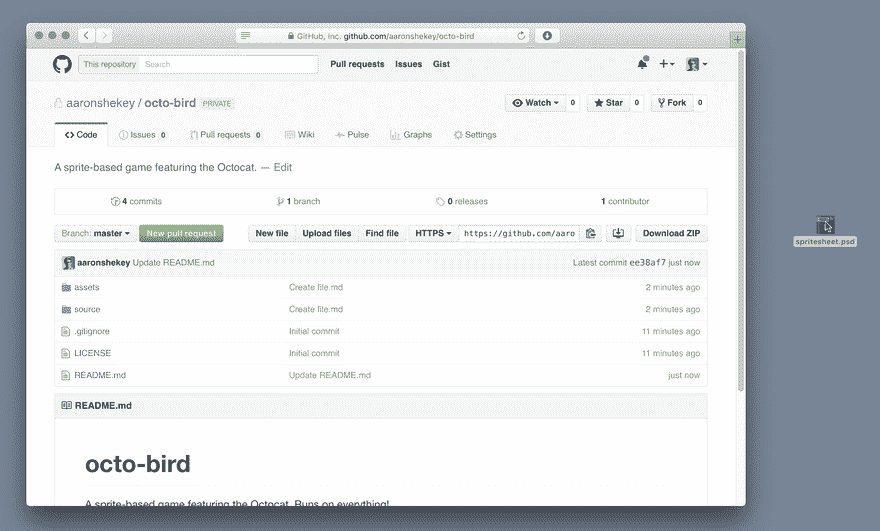 GitHub, Inc. github.com/aaronshekey/octo-bird
This repository Search Pull requests Issues Gist
aaronshekey / octo-bird PRIVATE Watch 0 Star 0 Fork 0
Code Issues 0 Pull requests 0 Wiki Pulse Graphs Settings
A sprite-based game featuring the Octocat. — Edit
4 commits 1 branch 0 releases 1 contributor
Branch: master New pull request New file Upload files Find file HTTPS https://github.com/aaro Download ZIP
aaronshekey Update README.md Latest commit ee38af7 just now
assets Create file.md 2 minutes ago
source Create file.md 2 minutes ago
.gitignore Initial commit 11 minutes ago
LICENSE Initial commit 11 minutes ago
README.md Update README.md just now
README.md
octo-bird
A sprite-based game featuring the Octocat. Runs on everything!
spritesheet.psd